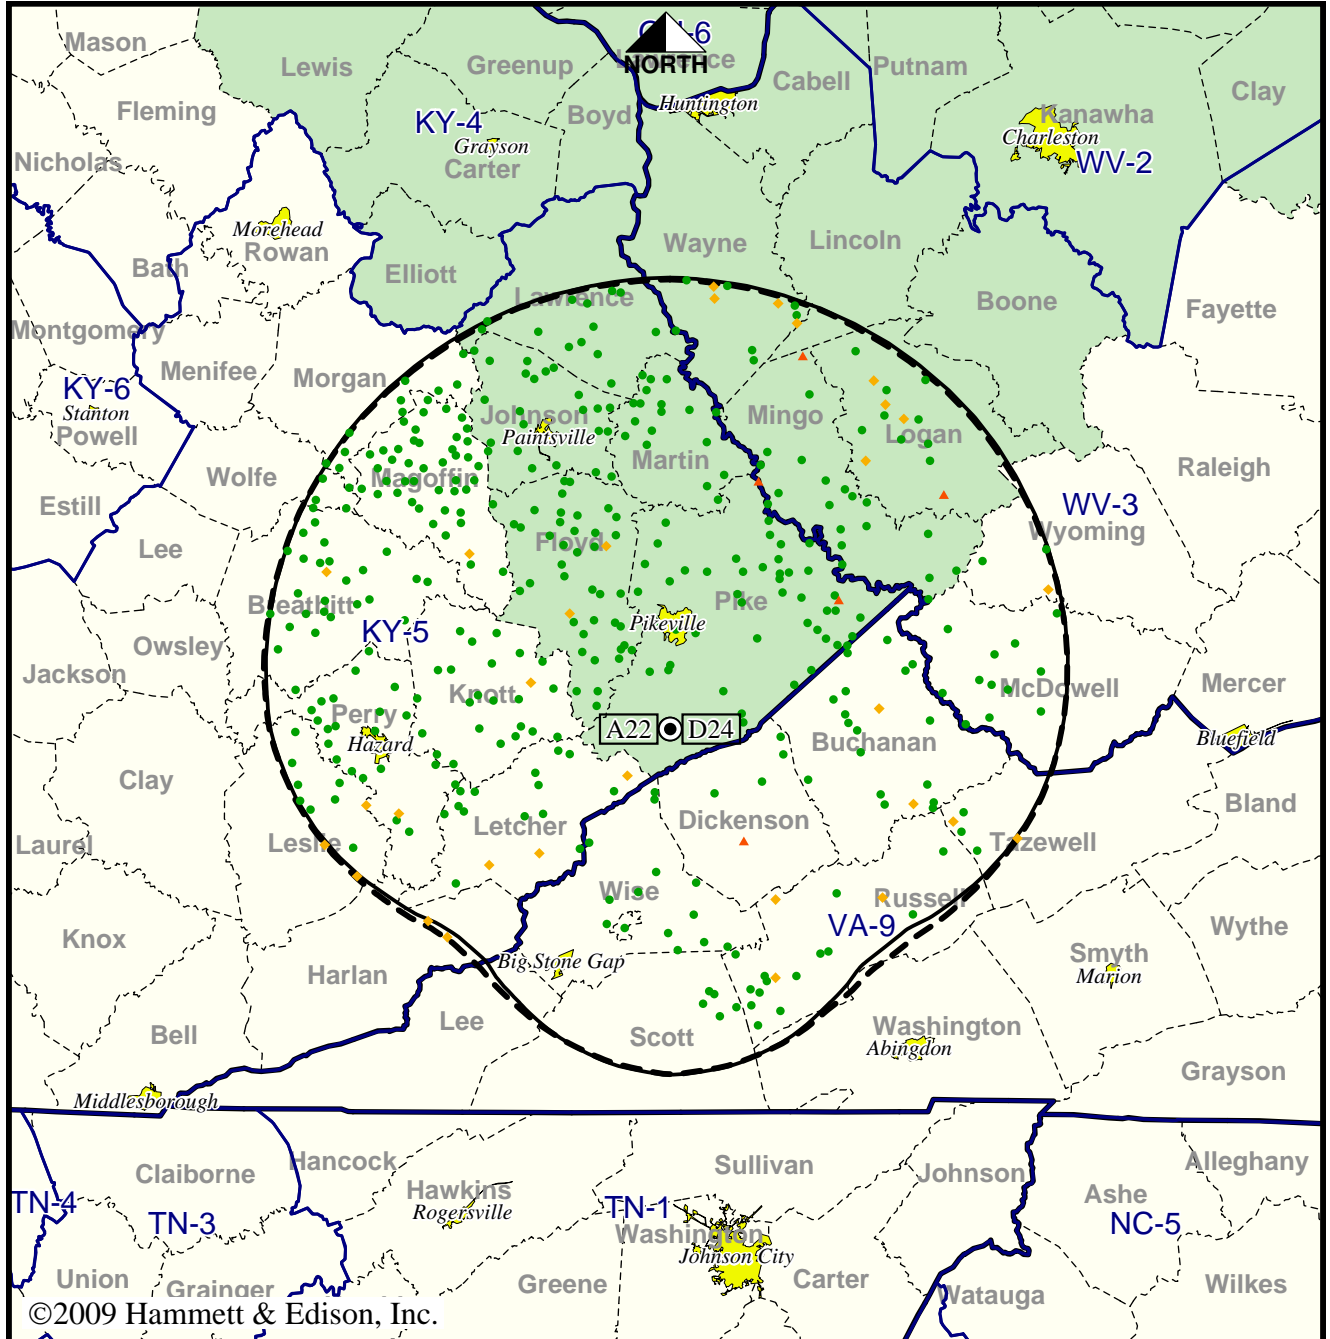 Mason
Lewis
Greenup
OH-6
Lawrence
NORTH
Cabell
Putnam
Clay
Fleming
KY-4
Grayson
Boyd
Huntington
Kanawha
Charleston
WV-2
Nicholas
Carter
Morehead
Rowan
Bath
Elliott
Wayne
Lincoln
Lawrence
Boone
Fayette
Montgomery
Menifee
Morgan
KY-6
Stanton
Powell
Johnson
Paintsville
Mingo
Logan
Wolfe
Magoffin
Martin
Raleigh
Estill
WV-3
Wyoming
Lee
Floyd
Breathitt
KY-5
Pike
Pikeville
Owsley
Jackson
Knott
McDowell
Mercer
Perry
Hazard
A22
D24
Buchanan
Bluefield
Clay
Bland
Laurel
Leslie
Letcher
Dickenson
Tazewell
Wise
Russell
VA-9
Wythe
Knox
Harlan
Big Stone Gap
Smyth
Marion
Bell
Lee
Scott
Washington
Abingdon
Grayson
Middlesborough
Claiborne
Hancock
Sullivan
Johnson
Alleghany
TN-4
TN-3
Hawkins
Rogersville
TN-1
Washington
Johnson City
Ashe
NC-5
Union
Grainger
Greene
Carter
Watauga
Wilkes
©2009 Hammett & Edison, Inc.